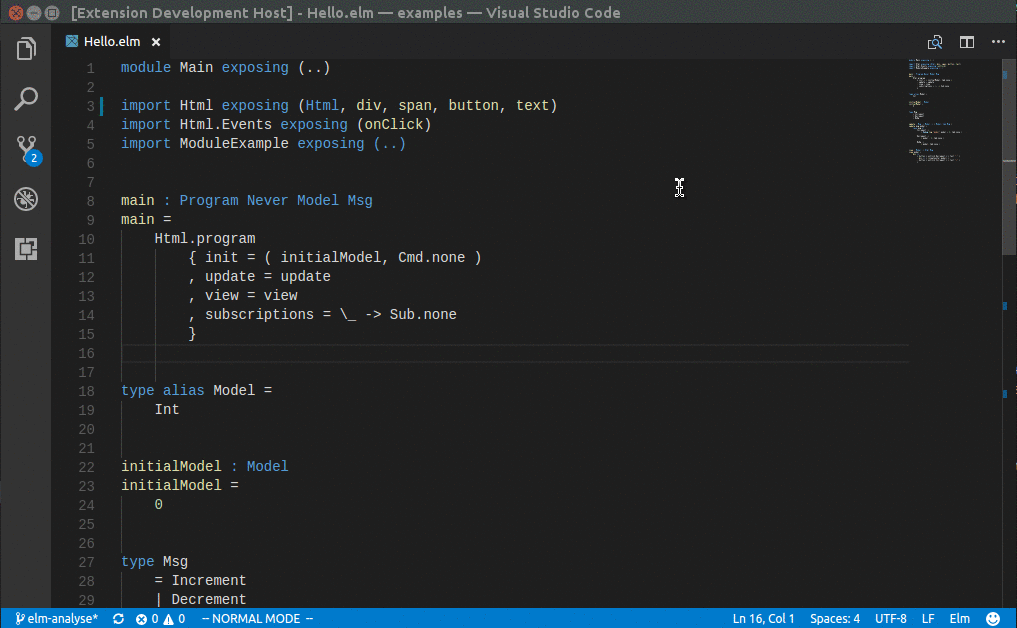 [Extension Development Host] - Hello.elm — examples — Visual Studio Code
Hello.elm
1 module Main exposing (..)
2
3 import Html exposing (Html, div, span, button, text)
4 import Html.Events exposing (onClick)
5 import ModuleExample exposing (..)
6
7
8 main : Program Never Model Msg
9 main =
10 Html.program
11 { init = ( initialModel, Cmd.none )
12 , update = update
13 , view = view
14 , subscriptions = \_ -> Sub.none
15 }
16
17
18 type alias Model =
19 Int
20
21
22 initialModel : Model
23 initialModel =
24 0
25
26
27 type Msg
28 = Increment
29 | Decrement
2
elm-analyse* 0 0 -- NORMAL MODE -- Ln 16, Col 1 Spaces: 4 UTF-8 LF Elm